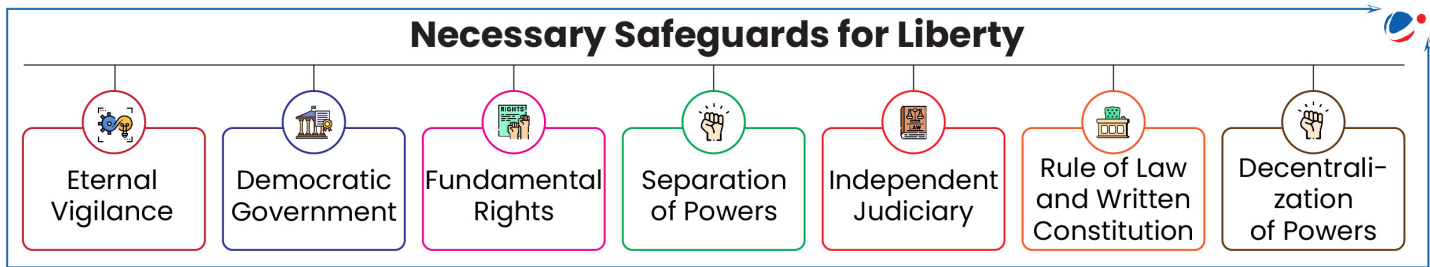 Necessary Safeguards for Liberty
RIGHTS
LAW
Eternal
Vigilance
Democratic
Government
Fundamental
Rights
Separation
of Powers
Independent
Judiciary
Rule of Law
and Written
Constitution
Decentrali-
zation
of Powers